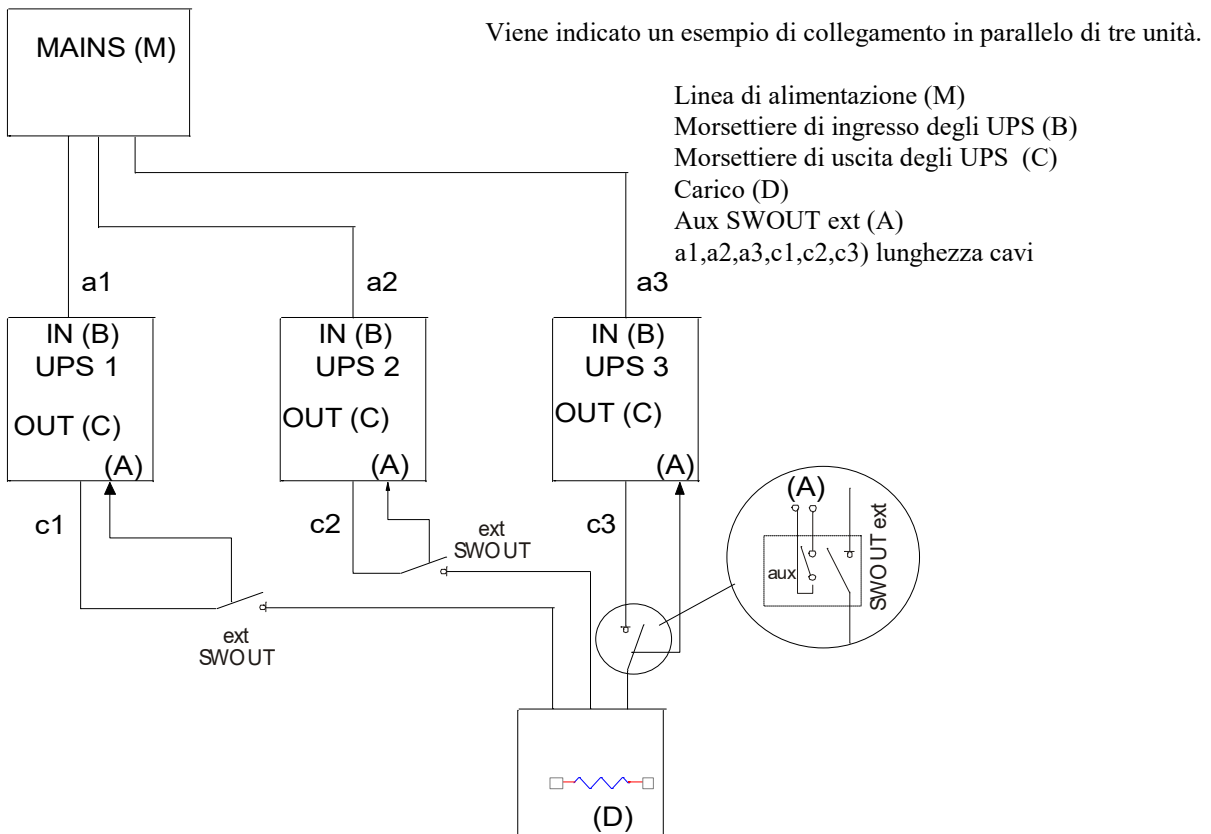 MAINS (M)
Viene indicato un esempio di collegamento in parallelo di tre unità.
Linea di alimentazione (M)
Morsettiere di ingresso degli UPS (B)
Morsettiere di uscita degli UPS (C)
Carico (D)
Aux SWOUT ext (A)
a1,a2,a3,c1,c2,c3) lunghezza cavi
a1
a2
a3
IN (B)
UPS 1
OUT (C)
(A)
IN (B)
UPS 2
OUT (C)
(A)
IN (B)
UPS 3
OUT (C)
(A)
c1
c2
c3
ext
SWOUT
ext
SWOUT
(A)
aux
SWOUT ext
(D)